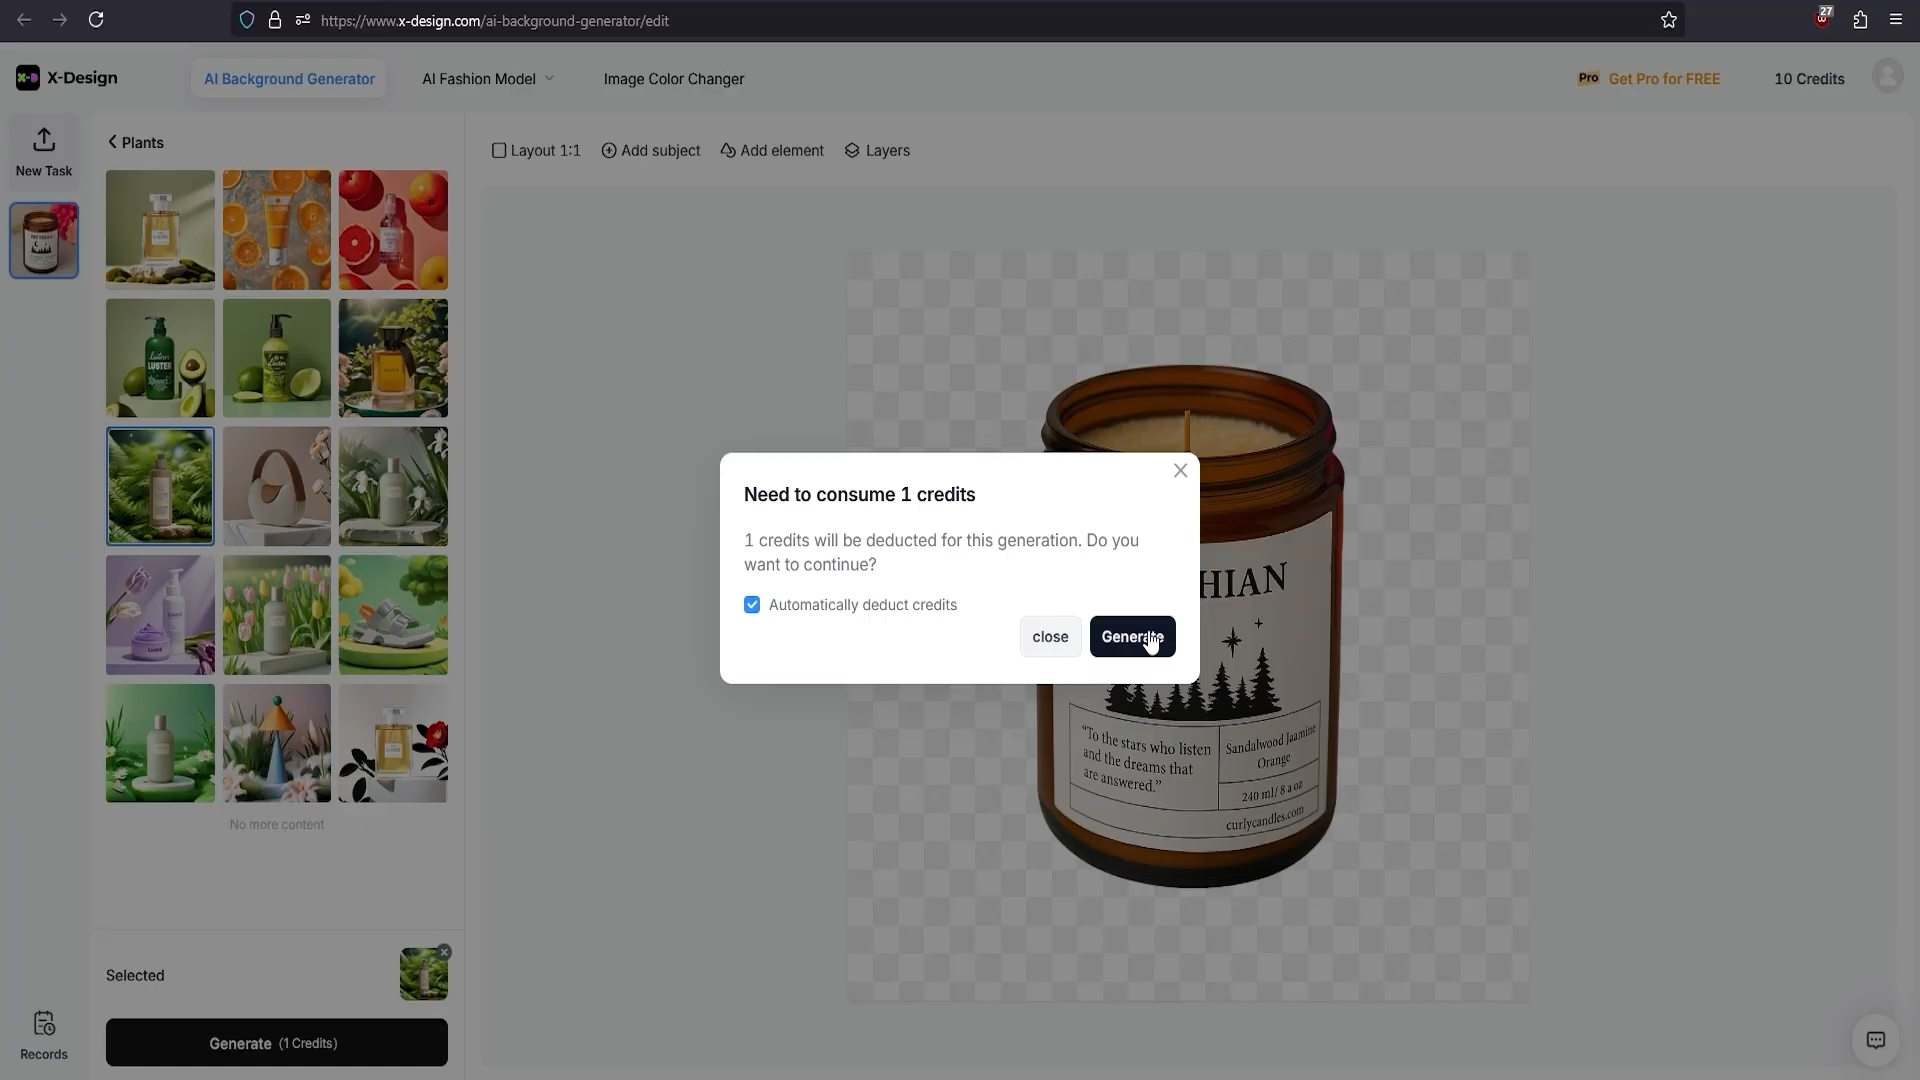 27
https://www.x-design.com/ai-background-generator/edit
X-Design
AI Background Generator
AI Fashion Model
Image Color Changer
Pro Get Pro for FREE
10 Credits
New Task
Plants
Layout 1:1
Add subject
Add element
Layers
Need to consume 1 credits
1 credits will be deducted for this generation. Do you
want to continue?
Automatically deduct credits
close
Generate
HIAN
"To the stars who listen
and the dreams that
are answered."
Sandalwood Jaamine
Orange
240 ml/ 8 a oz
curlycandles.com
No more content
Selected
Generate (1 Credits)
Records